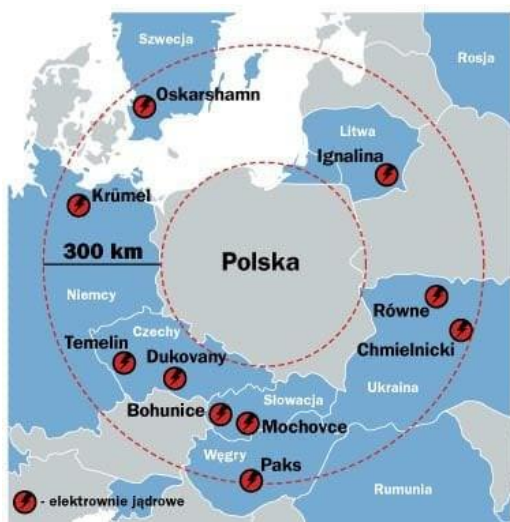 Szwecja
Rosja
Oskarshamn
Litwa
Ignalina
Krümel
300 km
Polska
Niemcy
Równe
Czechy
Temelin
Dukovany
Chmielnicki
Słowacja
Ukraina
Bohunice
Mochovce
Węgry
Paks
Rumunia
- elektrownie jądrowe